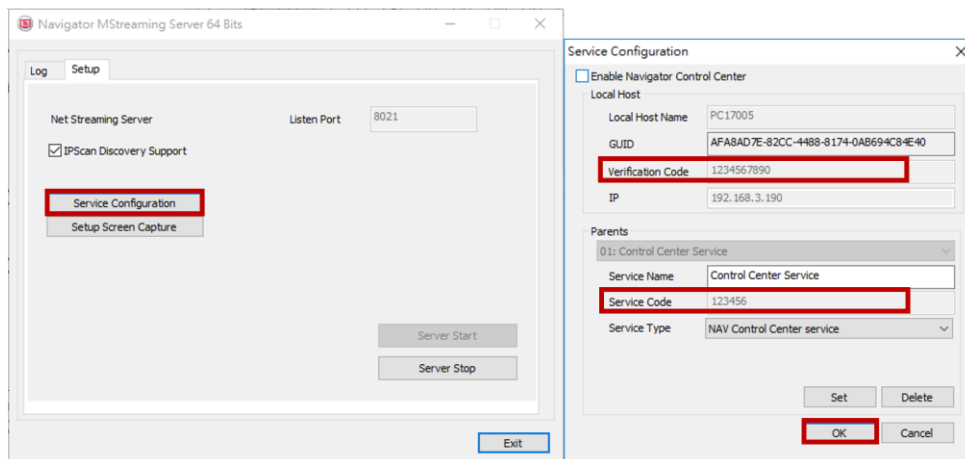 Navigator MStreaming Server 64 Bits
Log
Setup
Net Streaming Server
Listen Port
8021
IPScan Discovery Support
Service Configuration
Setup Screen Capture
Server Start
Server Stop
Exit
Service Configuration
Enable Navigator Control Center
Local Host
Local Host Name
PC17005
GUID
AFA8AD7E-82CC-4488-8174-0AB694C84E40
Verification Code
1234567890
IP
192.168.3.190
Parents
01: Control Center Service
Service Name
Control Center Service
Service Code
123456
Service Type
NAV Control Center service
Set
Delete
OK
Cancel